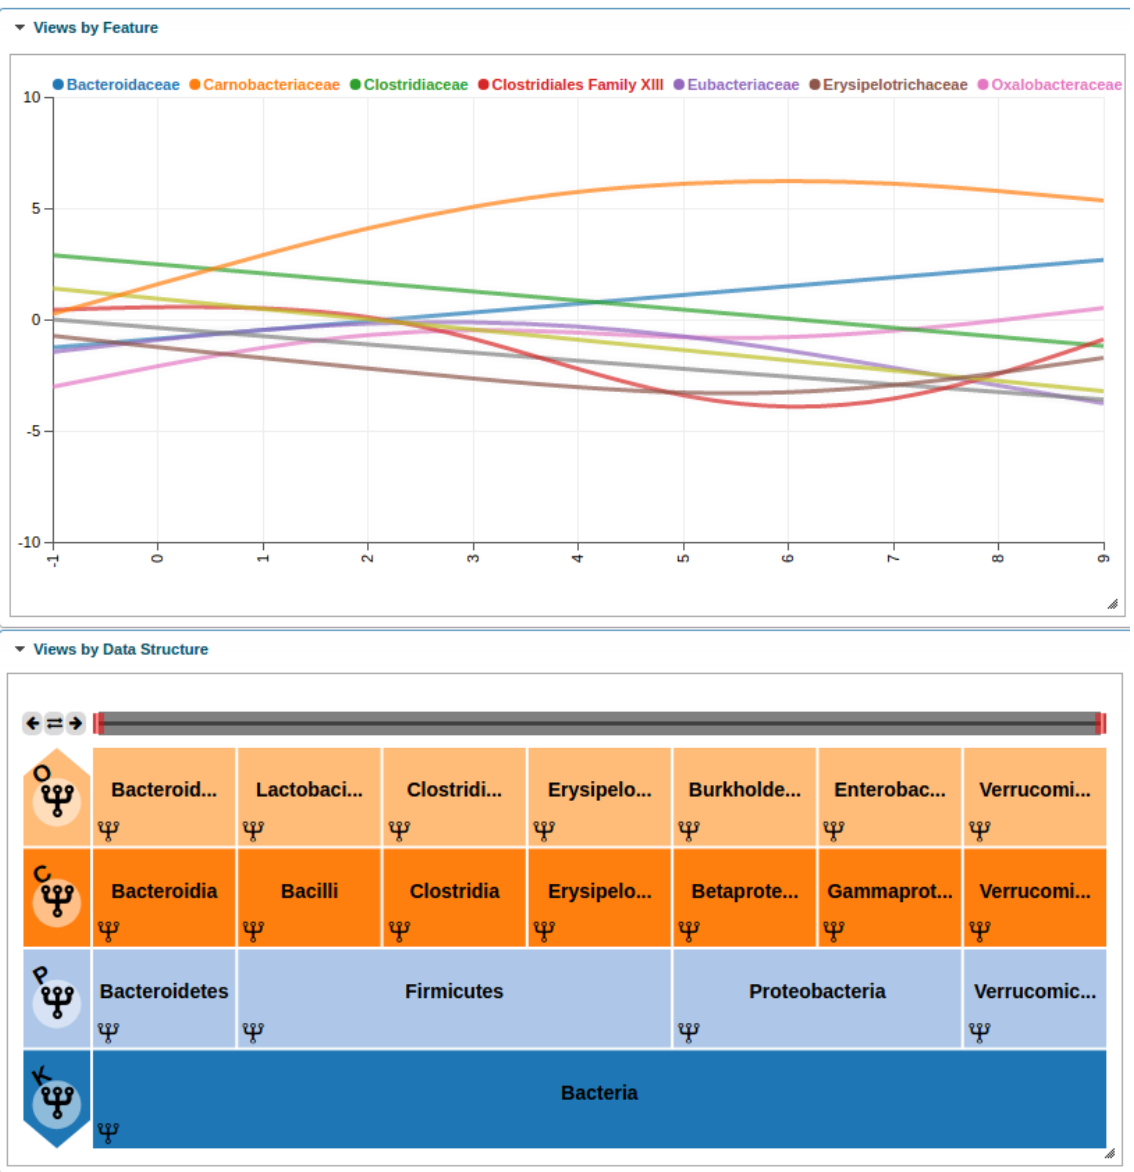 Views by Feature
Bacteroidaceae Carnobacteriaceae Clostridiaceae Clostridiales Family XIII Eubacteriaceae Erysipelotrichaceae Oxalobacteraceae
10
5
0
-5
-10
-1 0 1 2 3 4 5 6 7 8 9
Views by Data Structure
O Bacteroid... Lactobaci... Clostridi... Erysipelo... Burkholde... Enterobac... Verrucomi...
C Bacteroidia Bacilli Clostridia Erysipelo... Betaprote... Gammaprot... Verrucomi...
P Bacteroidetes Firmicutes Proteobacteria Verrucomic...
K Bacteria